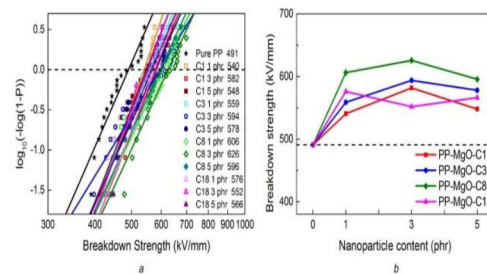 a
b
log₁₀(-log(1-P))
0.5
0.0
-0.5
-1.0
-1.5
400 500 600 700 800 900 1000
Breakdown Strength (kV/mm)
a
Pure PP 491
C1 1 phr 540
C1 3 phr 582
C1 5 phr 548
C3 1 phr 559
C3 3 phr 594
C3 5 phr 578
C8 1 phr 606
C8 3 phr 626
C8 5 phr 596
C18 1 phr 576
C18 3 phr 552
C18 5 phr 566
Breakdown strength (kV/mm)
700
600
500
400
0 1 3 5
Nanoparticle content (phr)
b
PP-MgO-C1
PP-MgO-C3
PP-MgO-C8
PP-MgO-C1